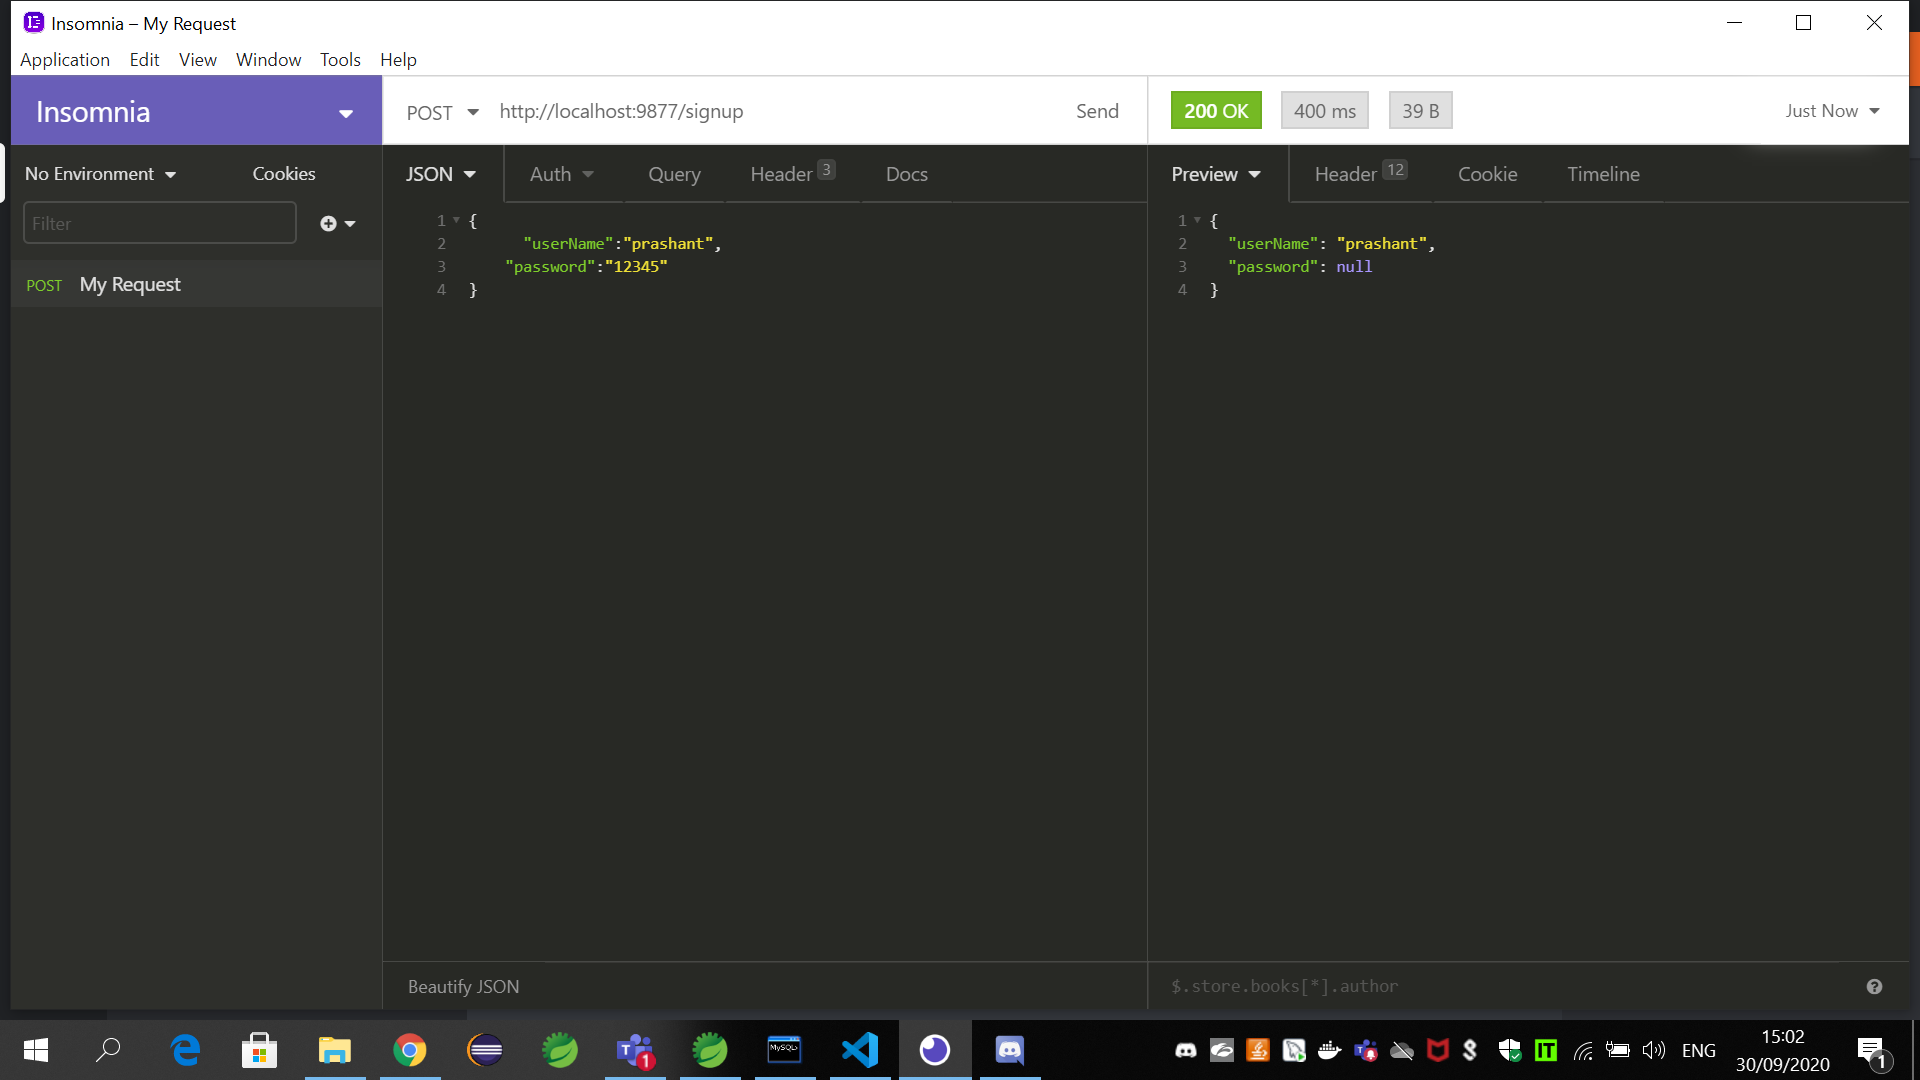 Insomnia – My Request
Application Edit View Window Tools Help
Insomnia
POST http://localhost:9877/signup Send
200 OK 400 ms 39 B Just Now
No Environment Cookies
JSON Auth Query Header 3 Docs
Preview Header 12 Cookie Timeline
Filter
POST My Request
1 {
2 "userName":"prashant",
3 "password":"12345"
4 }
1 {
2 "userName": "prashant",
3 "password": null
4 }
Beautify JSON
$.store.books[*].author
MySQL
T 1
IT
ENG
15:02
30/09/2020
1